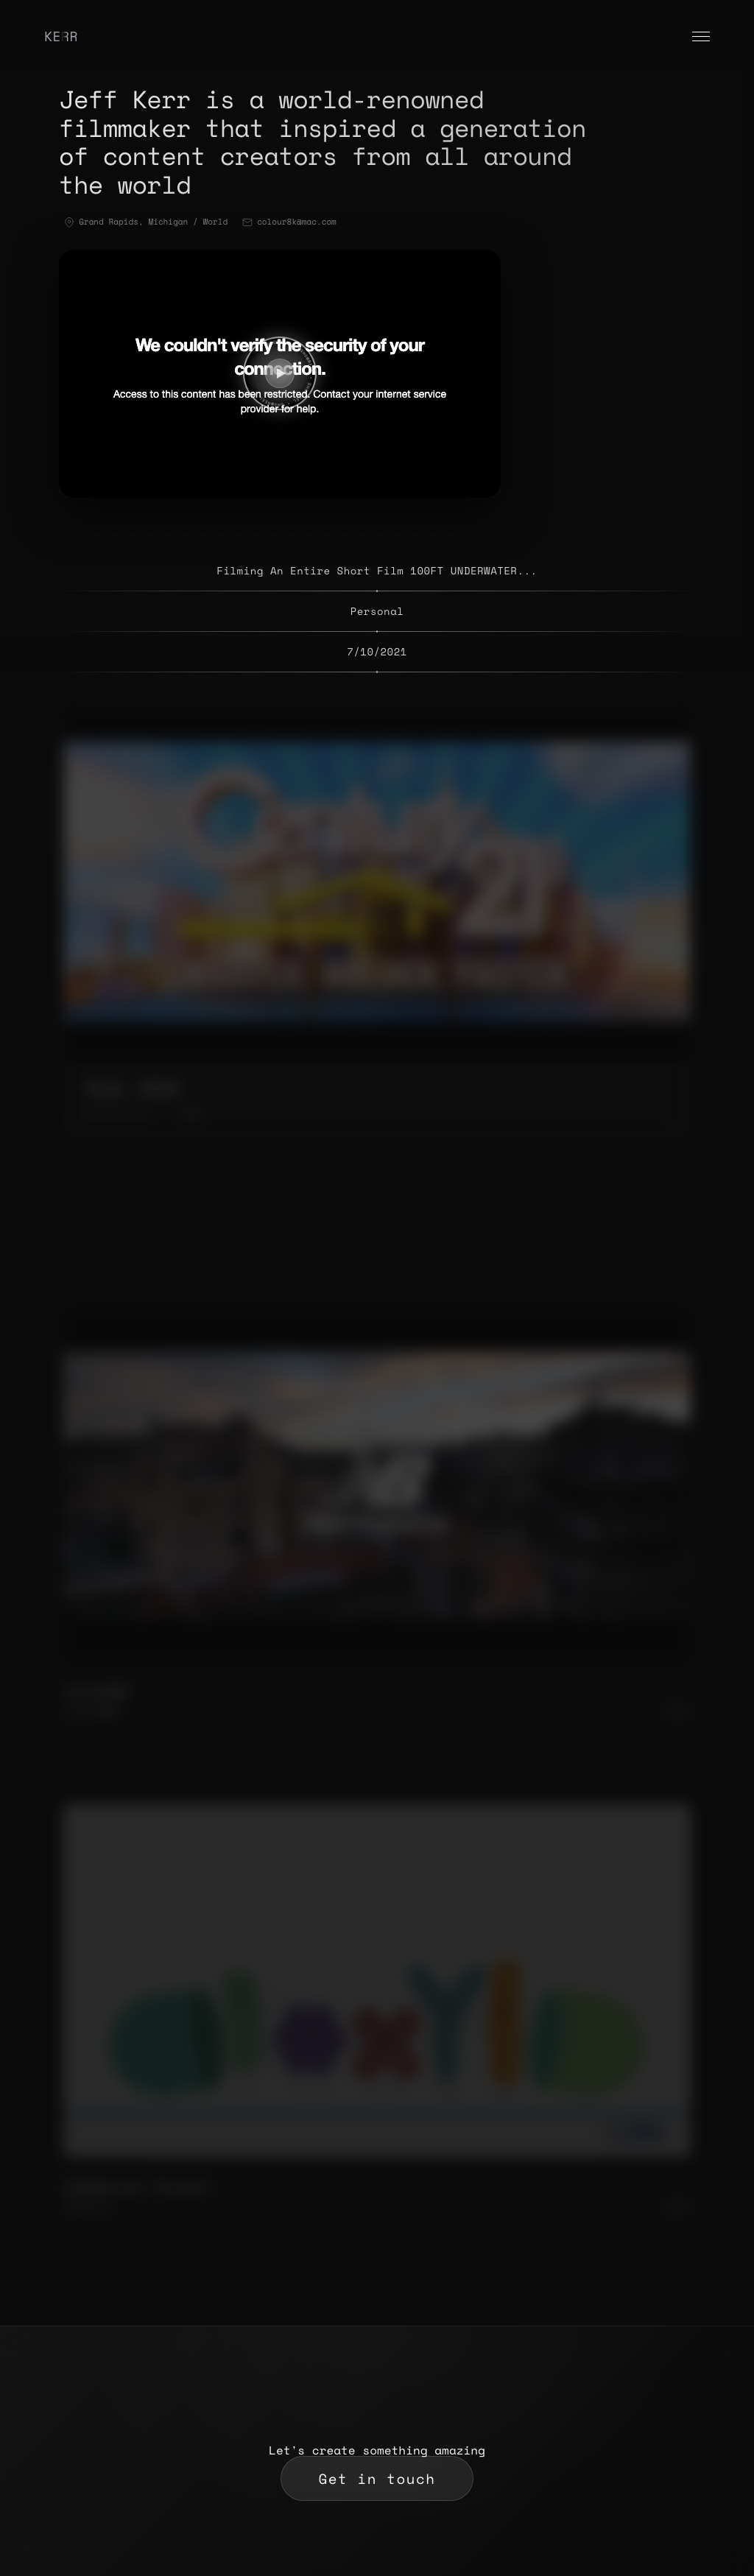 KERR
Jeff Kerr is a world-renowned
filmmaker that inspired a generation
of content creators from all around
the world
Grand Rapids, Michigan / World colour8k@mac.com
We couldn't verify the security of your
connection.
Access to this content has been restricted. Contact your internet service
provider for help.
Filming An Entire Short Film 100FT UNDERWATER...
Personal
7/10/2021
Let's create something amazing
Get in touch